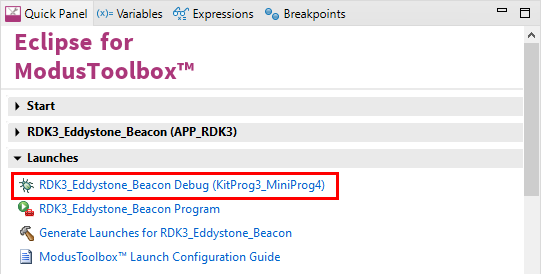 Quick Panel
(x)= Variables
Expressions
Breakpoints
Eclipse for
ModusToolbox™
Start
RDK3_Eddystone_Beacon (APP_RDK3)
Launches
RDK3_Eddystone_Beacon Debug (KitProg3_MiniProg4)
RDK3_Eddystone_Beacon Program
Generate Launches for RDK3_Eddystone_Beacon
ModusToolbox™ Launch Configuration Guide